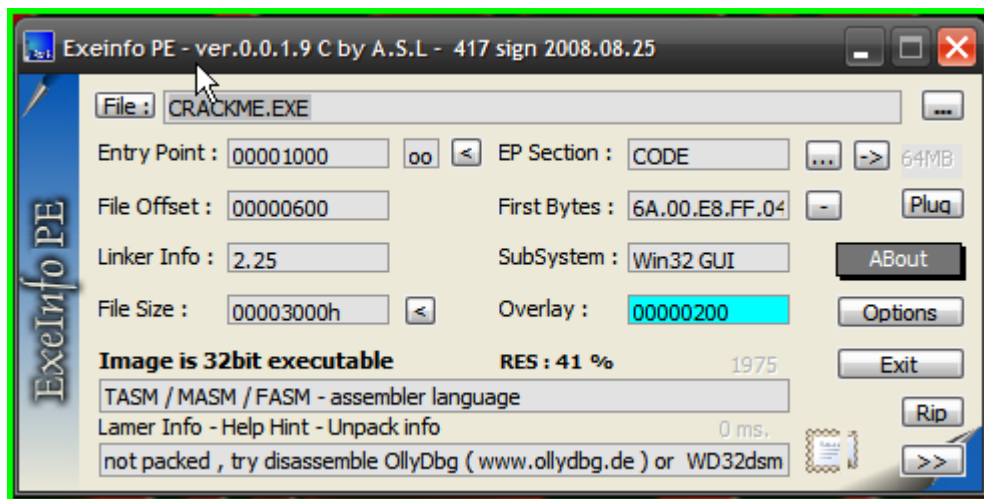 Exeinfo PE - ver.0.0.1.9 C by A.S.L - 417 sign 2008.08.25
File : CRACKME.EXE ...
Entry Point : 00001000 oo < EP Section : CODE ... -> 64MB
File Offset : 00000600 First Bytes : 6A.00.E8.FF.04 - Plug
Linker Info : 2.25 SubSystem : Win32 GUI ABout
File Size : 00003000h < Overlay : 00000200 Options
Image is 32bit executable RES : 41 % 1975 Exit
TASM / MASM / FASM - assembler language
Lamer Info - Help Hint - Unpack info 0 ms. Rip
not packed , try disassemble OllyDbg ( www.ollydbg.de ) or WD32dsm >>
ExeInfo PE